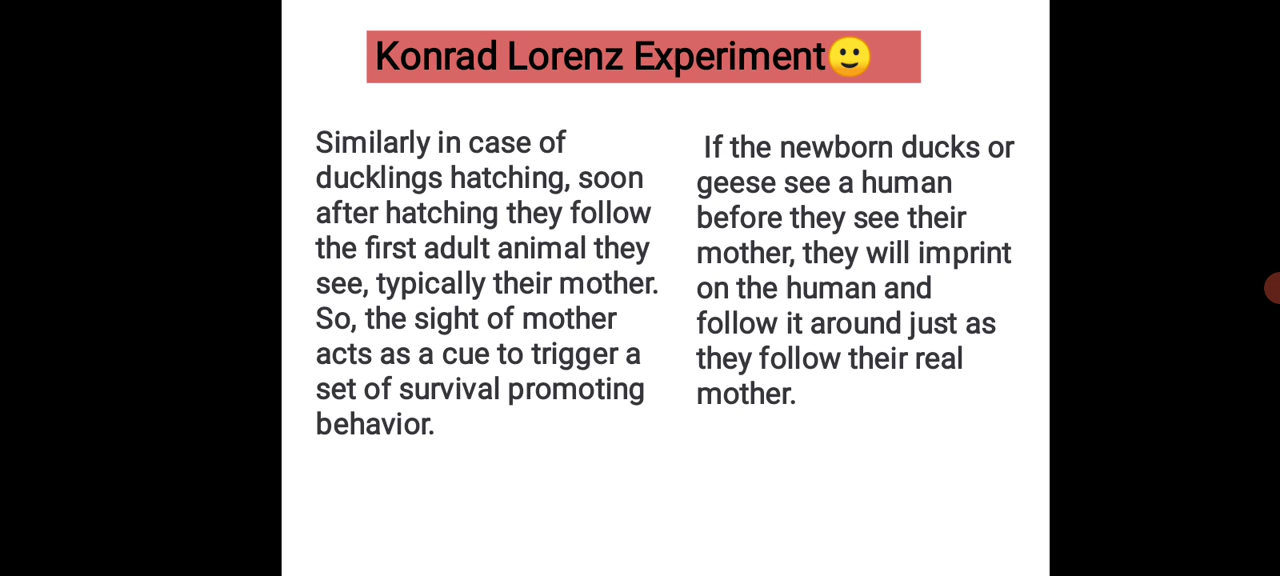 Konrad Lorenz Experiment🙂
Similarly in case of
ducklings hatching, soon
after hatching they follow
the first adult animal they
see, typically their mother.
So, the sight of mother
acts as a cue to trigger a
set of survival promoting
behavior.
If the newborn ducks or
geese see a human
before they see their
mother, they will imprint
on the human and
follow it around just as
they follow their real
mother.